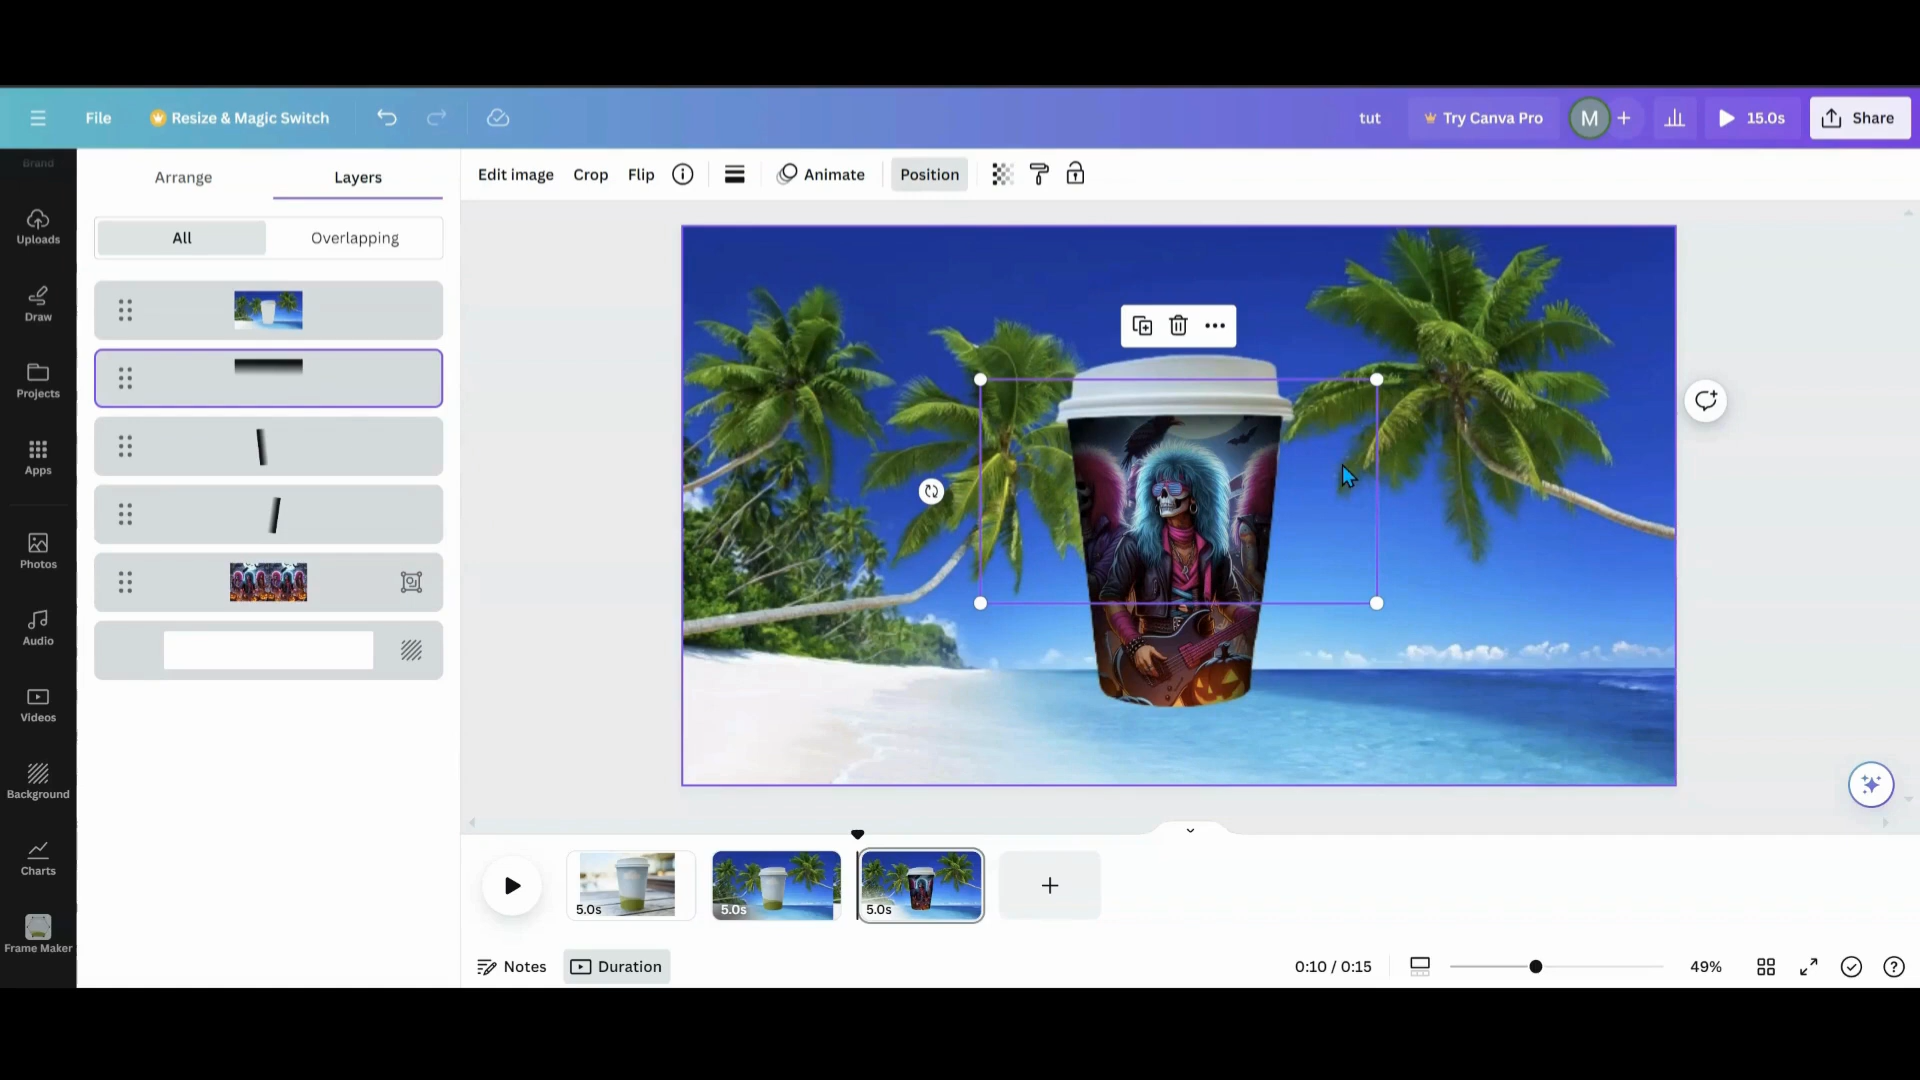 File
Resize & Magic Switch
tut
Try Canva Pro
M
15.0s
Share
Brand
Uploads
Draw
Projects
Apps
Photos
Audio
Videos
Background
Charts
Frame Maker
Arrange
Layers
All
Overlapping
Edit image
Crop
Flip
Animate
Position
5.0s
5.0s
5.0s
Notes
Duration
0:10 / 0:15
49%